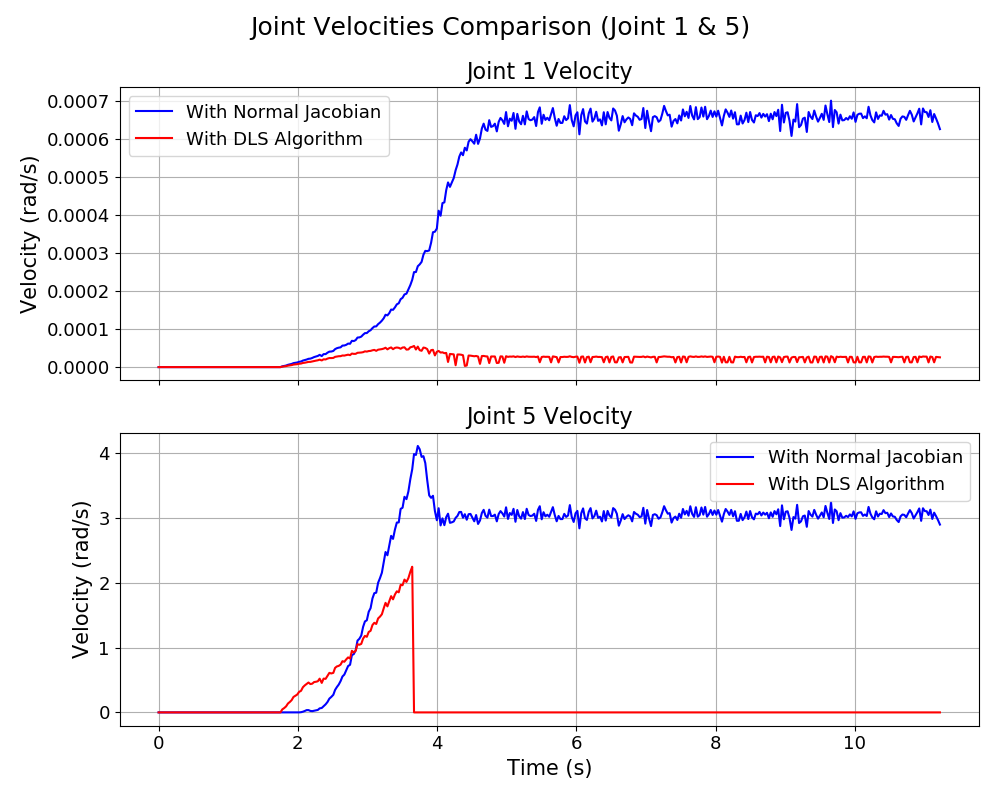 Joint Velocities Comparison (Joint 1 & 5)
Joint 1 Velocity
With Normal Jacobian
With DLS Algorithm
Velocity (rad/s)
0.0007
0.0006
0.0005
0.0004
0.0003
0.0002
0.0001
0.0000
Joint 5 Velocity
With Normal Jacobian
With DLS Algorithm
Velocity (rad/s)
4
3
2
1
0
0 2 4 6 8 10
Time (s)